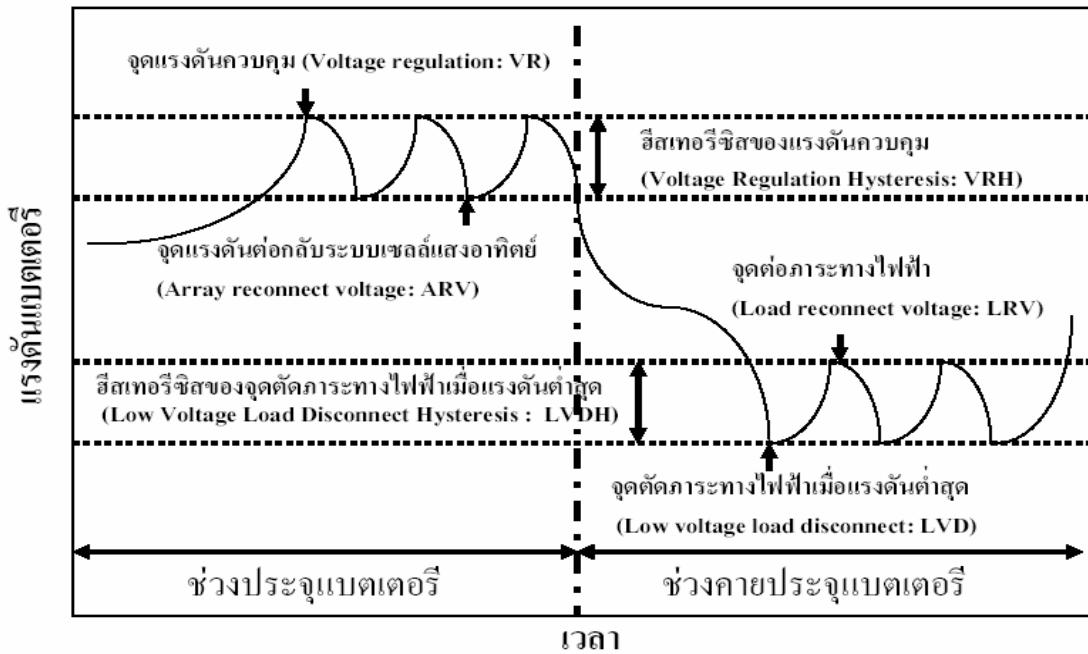 จุดแรงดันควบคุม (Voltage regulation: VR)
ฮีสเทอรีซิสของแรงดันควบคุม
(Voltage Regulation Hysteresis: VRH)
จุดแรงดันต่อกลับระบบเซลล์แสงอาทิตย์
(Array reconnect voltage: ARV)
จุดต่อภาระทางไฟฟ้า
(Load reconnect voltage: LRV)
แรงดันแบตเตอรี่
ฮีสเทอรีซิสของจุดตัดภาระทางไฟฟ้าเมื่อแรงดันต่ำสุด
(Low Voltage Load Disconnect Hysteresis : LVDH)
จุดตัดภาระทางไฟฟ้าเมื่อแรงดันต่ำสุด
(Low voltage load disconnect: LVD)
ช่วงประจุแบตเตอรี
ช่วงคายประจุแบตเตอรี
เวลา